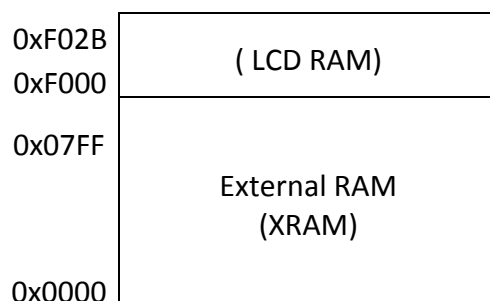 0xF02B
( LCD RAM)
0xF000
0x07FF
External RAM
(XRAM)
0x0000